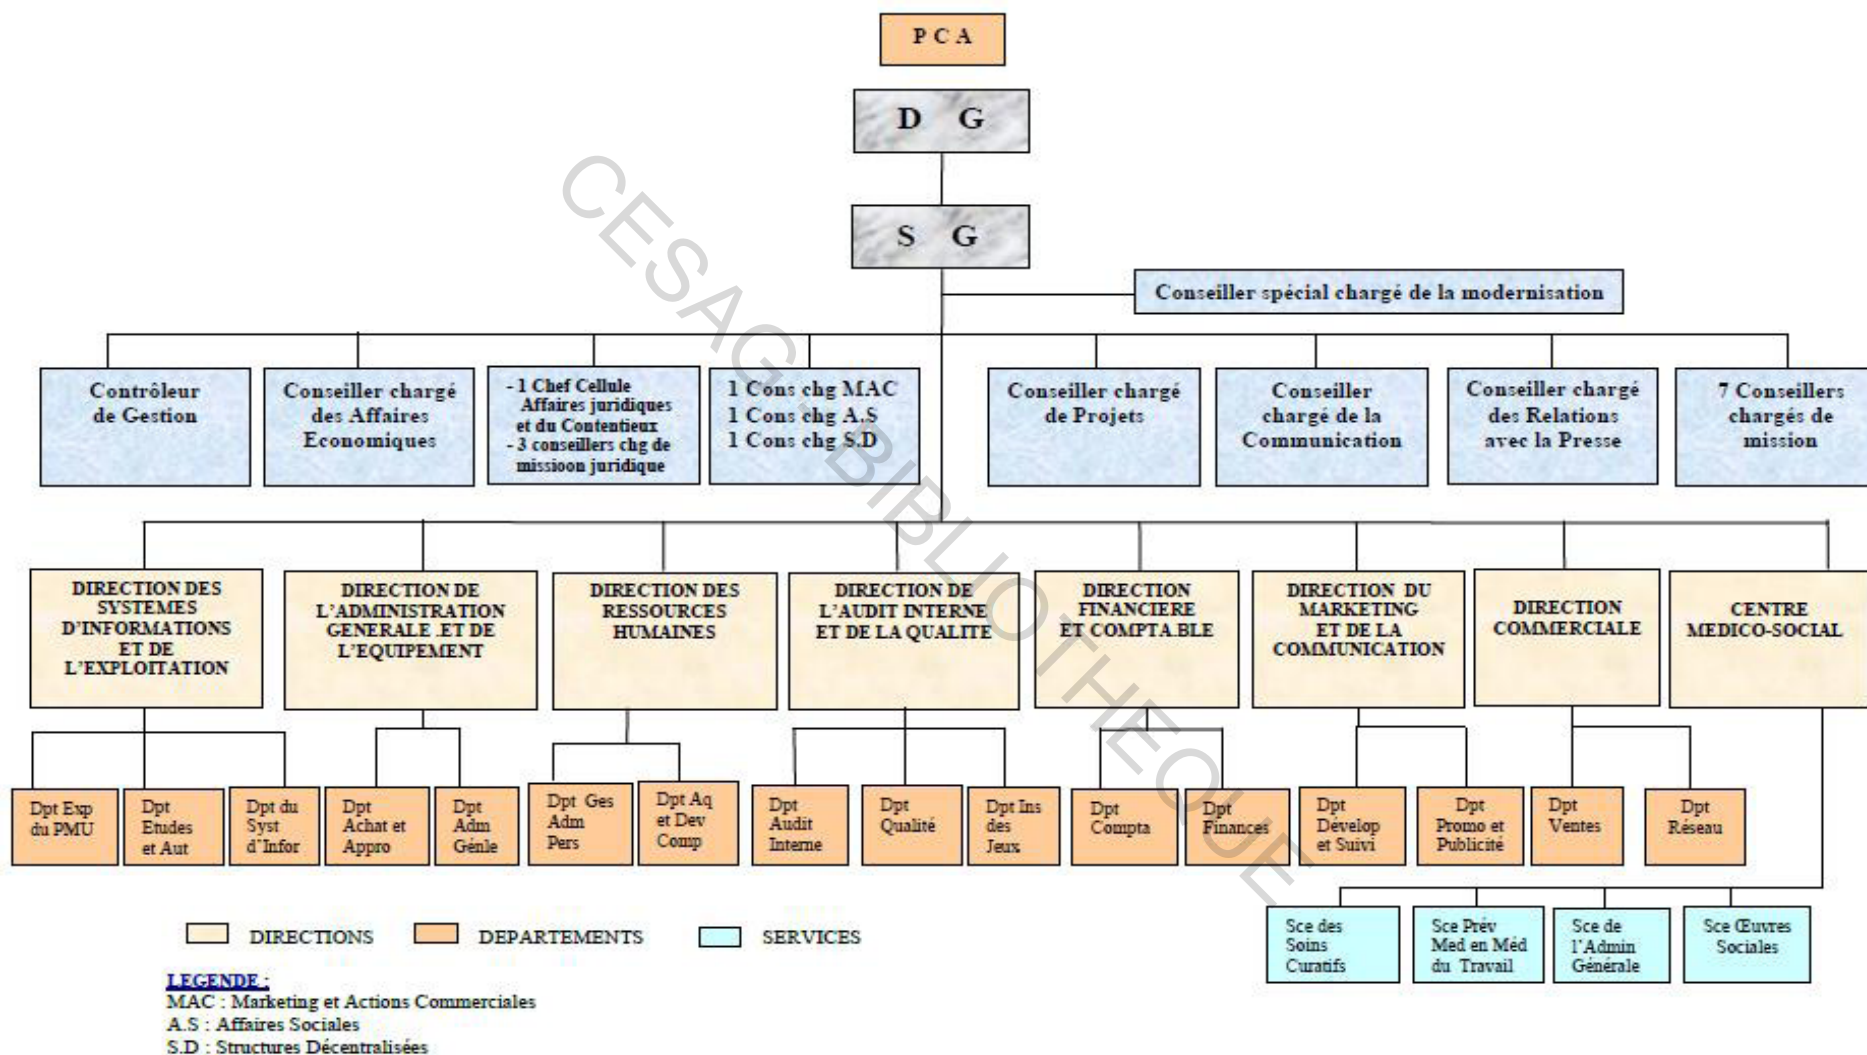 P C A
D G
S G
Conseiller spécial chargé de la modernisation
Contrôleur
de Gestion
Conseiller chargé
des Affaires
Economiques
- 1 Chef Cellule
Affaires juridiques
et du Contentieux
- 3 conseillers chg de
missioon juridique
1 Cons chg MAC
1 Cons chg A.S
1 Cons chg S.D
Conseiller chargé
de Projets
Conseiller
chargé de la
Communication
Conseiller chargé
des Relations
avec la Presse
7 Conseillers
chargés de
mission
DIRECTION DES
SYSTEMES
D'INFORMATIONS
ET DE
L'EXPLOITATION
DIRECTION DE
L'ADMINISTRATION
GENERALE .ET DE
L'EQUIPEMENT
DIRECTION DES
RESSOURCES
HUMAINES
DIRECTION DE
L'AUDIT INTERNE
ET DE LA QUALITE
DIRECTION
FINANCIERE
ET COMPTA.BLE
DIRECTION DU
MARKETING
ET DE LA
COMMUNICATION
DIRECTION
COMMERCIALE
CENTRE
MEDICO-SOCIAL
Dpt Exp
du PMU
Dpt
Etudes
et Aut
Dpt du
Syst
d'Infor
Dpt
Achat et
Appro
Dpt
Adm
Génle
Dpt Ges
Adm
Pers
Dpt Aq
et Dev
Comp
Dpt
Audit
Interne
Dpt
Qualité
Dpt Ins
des
Jeux
Dpt
Compta
Dpt
Finances
Dpt
Dévelop
et Suivi
Dpt
Promo et
Publicité
Dpt
Ventes
Dpt
Réseau
Sce des
Soins
Curatifs
Sce Prév
Med en Méd
du Travail
Sce de
l'Admin
Générale
Sce Œuvres
Sociales
DIRECTIONS
DEPARTEMENTS
SERVICES
LEGENDE :
MAC : Marketing et Actions Commerciales
A.S : Affaires Sociales
S.D : Structures Décentralisées
CESAG - BIBLIOTHEQUE